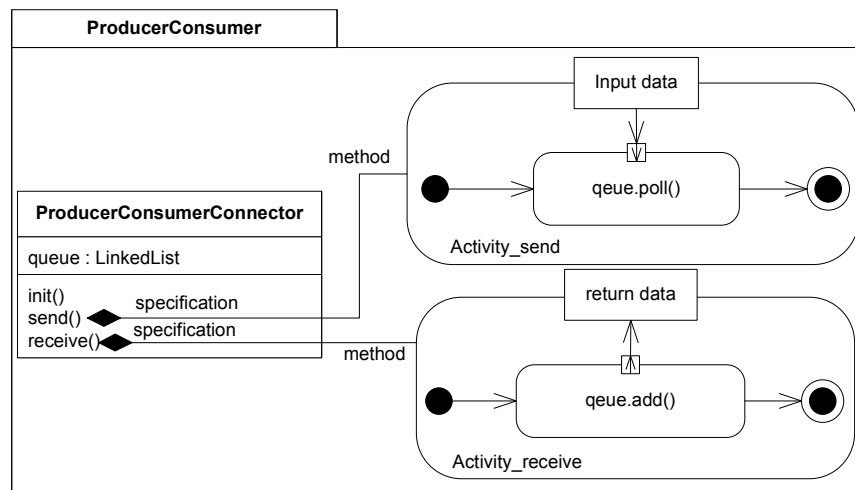 ProducerConsumer
Input data
method
qeue.poll()
ProducerConsumerConnector
queue : LinkedList
Activity_send
init()
send()
specification
return data
receive()
specification
method
qeue.add()
Activity_receive